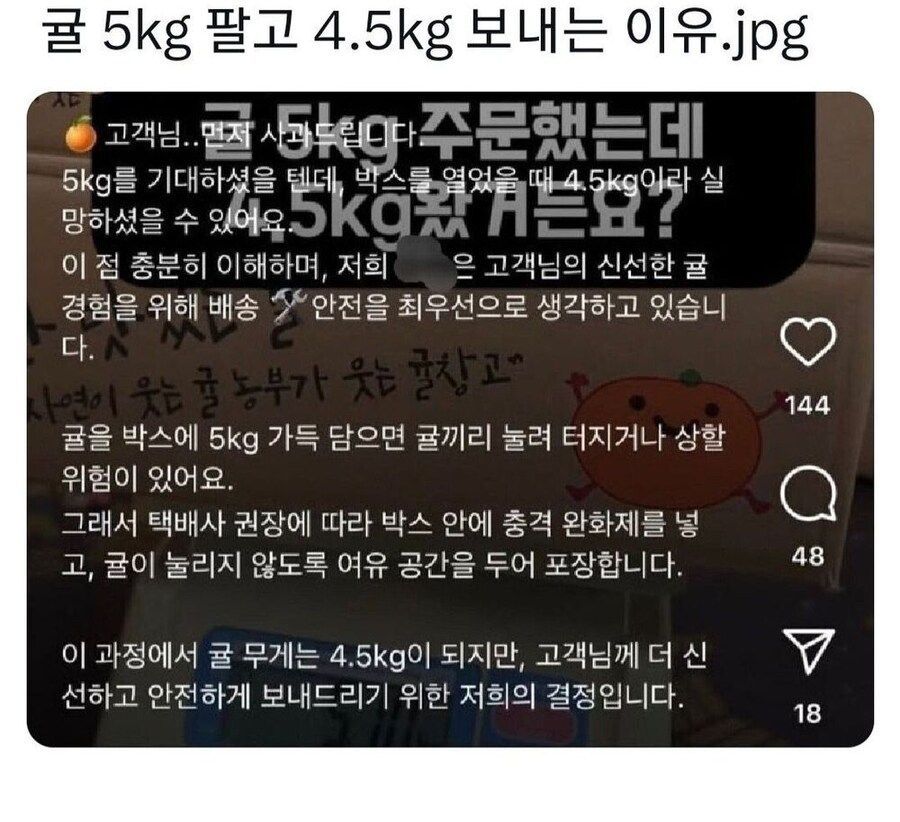 귤 5kg 팔고 4.5kg 보내는 이유.jpg
귤 5kg 주문했는데
4.5kg왔거든요?
🍊 고객님..먼저 사과드립니다.
5kg를 기대하셨을 텐데, 박스를 열었을 때 4.5kg이라 실
망하셨을 수 있어요.
이 점 충분히 이해하며, 저희 은 고객님의 신선한 귤
경험을 위해 배송 🛠 안전을 최우선으로 생각하고 있습니
다.
자연이 웃는 귤 농부가 웃는 귤창고
귤을 박스에 5kg 가득 담으면 귤끼리 눌려 터지거나 상할
위험이 있어요.
그래서 택배사 권장에 따라 박스 안에 충격 완화제를 넣
고, 귤이 눌리지 않도록 여유 공간을 두어 포장합니다.
이 과정에서 귤 무게는 4.5kg이 되지만, 고객님께 더 신
선하고 안전하게 보내드리기 위한 저희의 결정입니다.
144
48
18